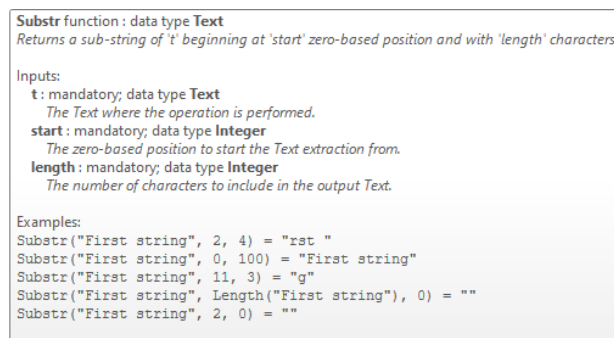 Substr function : data type Text
Returns a sub-string of 't' beginning at 'start' zero-based position and with 'length' characters
Inputs:
t : mandatory; data type Text
The Text where the operation is performed.
start : mandatory; data type Integer
The zero-based position to start the Text extraction from.
length : mandatory; data type Integer
The number of characters to include in the output Text.
Examples:
Substr("First string", 2, 4) = "rst "
Substr("First string", 0, 100) = "First string"
Substr("First string", 11, 3) = "g"
Substr("First string", Length("First string"), 0) = ""
Substr("First string", 2, 0) = ""